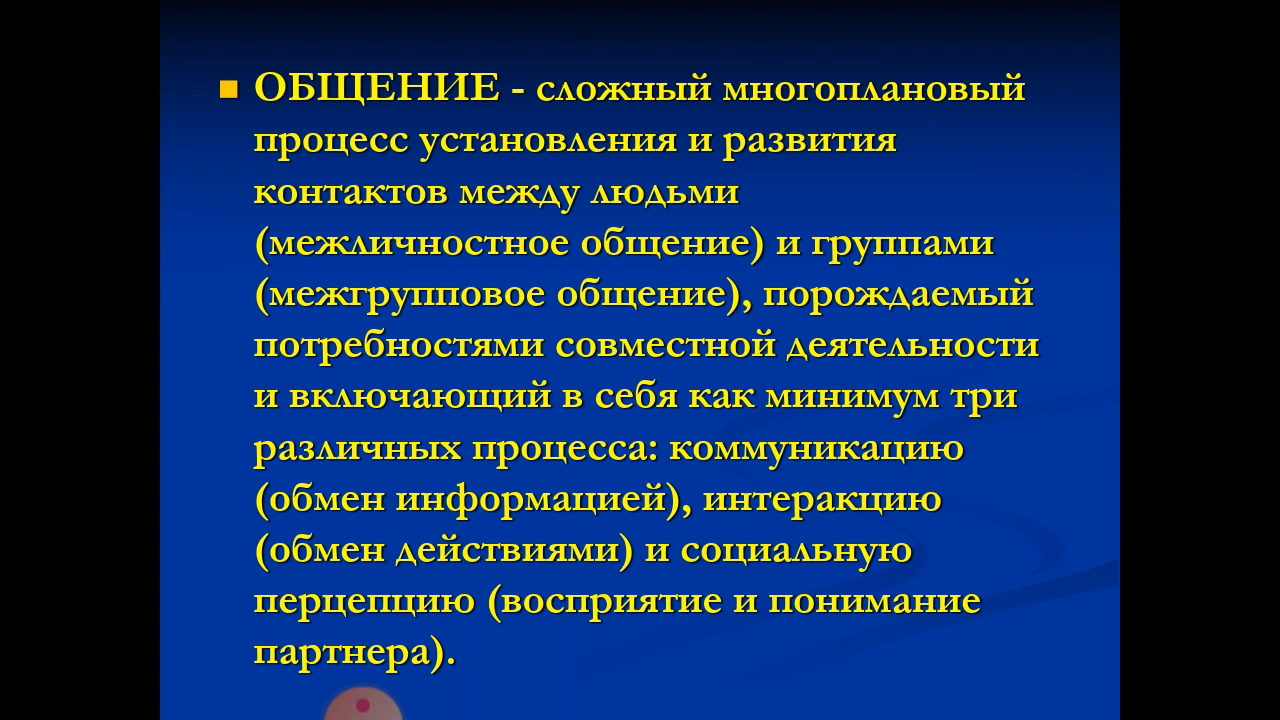 ОБЩЕНИЕ - сложный многоплановый
процесс установления и развития
контактов между людьми
(межличностное общение) и группами
(межгрупповое общение), порождаемый
потребностями совместной деятельности
и включающий в себя как минимум три
различных процесса: коммуникацию
(обмен информацией), интеракцию
(обмен действиями) и социальную
перцепцию (восприятие и понимание
партнера).